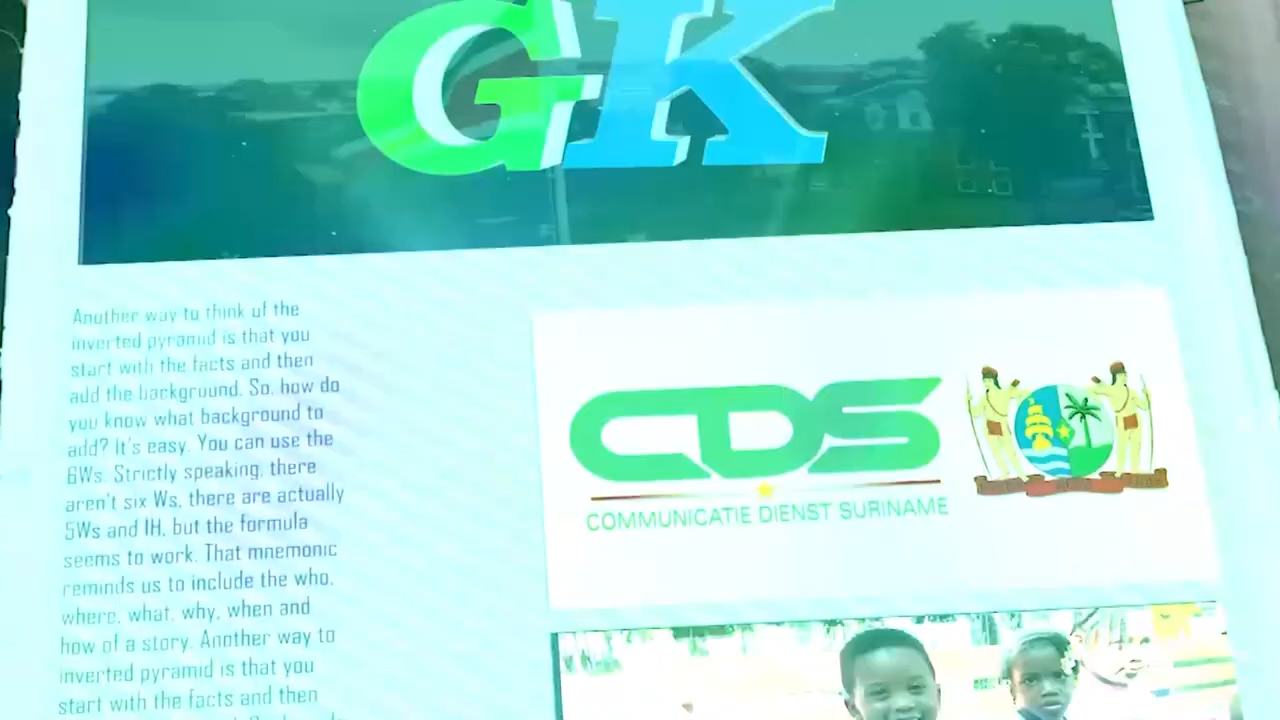 GK
Another way to think of the
inverted pyramid is that you
start with the facts and then
add the background. So, how do
you know what background to
add? It's easy. You can use the
6Ws. Strictly speaking, there
aren't six Ws, there are actually
5Ws and IH, but the formula
seems to work. That mnemonic
reminds us to include the who,
where, what, why, when and
how of a story. Another way to
inverted pyramid is that you
start with the facts and then
CDS
COMMUNICATIE DIENST SURINAME